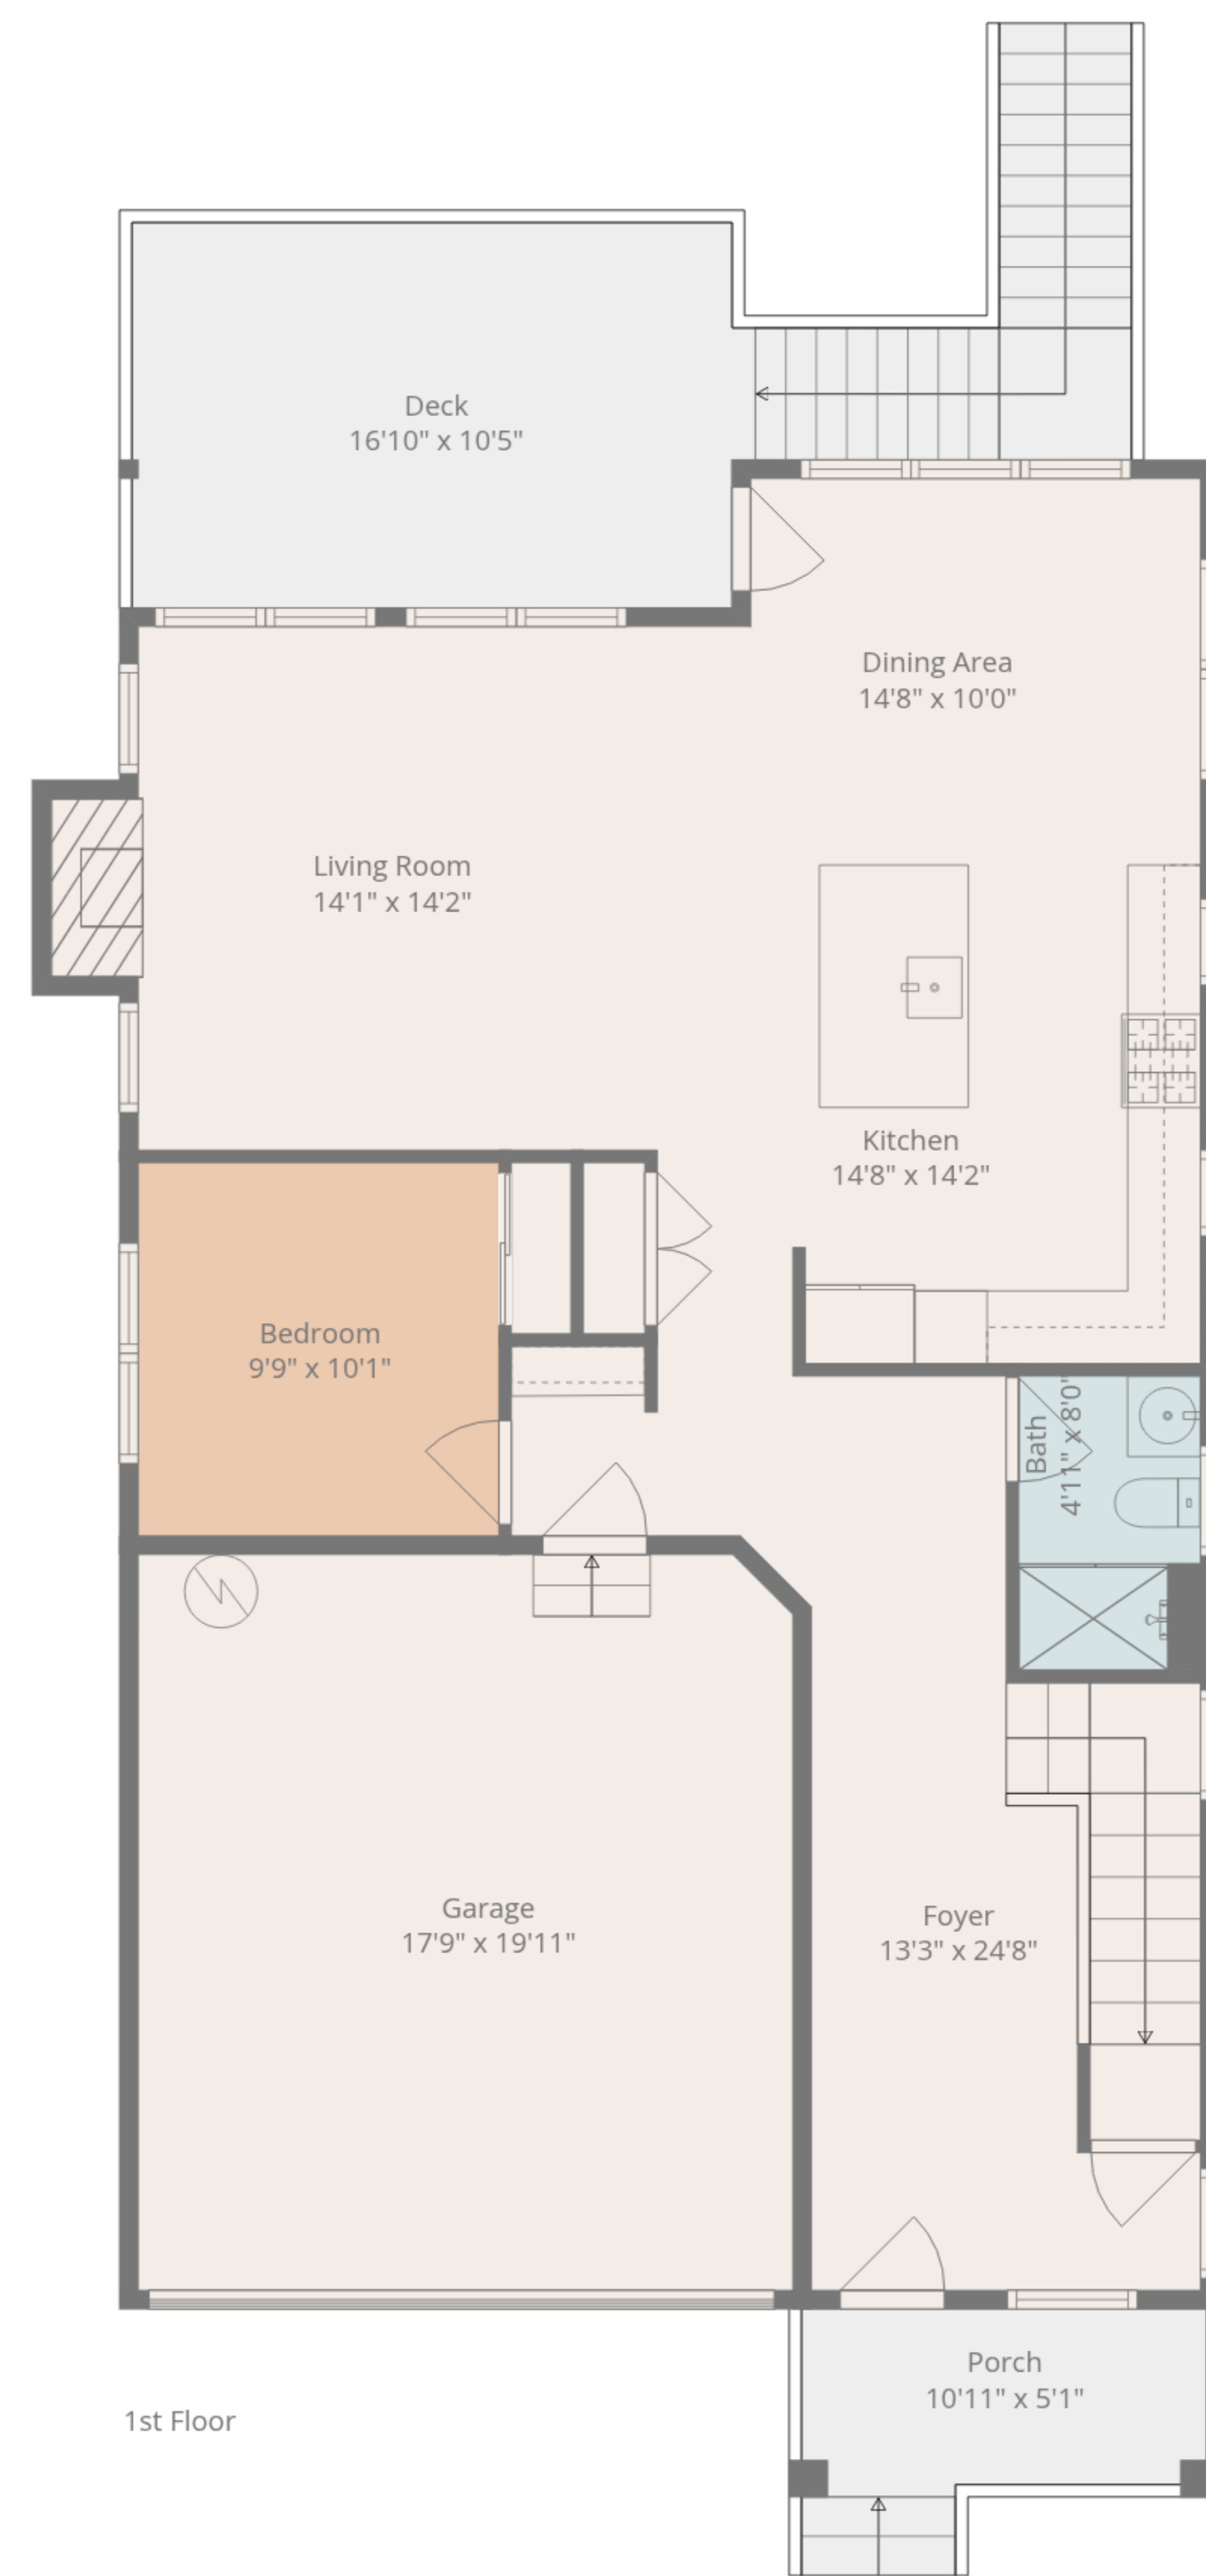 Deck
16'10" x 10'5"
Dining Area
14'8" x 10'0"
Living Room
14'1" x 14'2"
Kitchen
14'8" x 14'2"
Bedroom
9'9" x 10'1"
Bath
4'11" x 8'0"
Garage
17'9" x 19'11"
Foyer
13'3" x 24'8"
Porch
10'11" x 5'1"
1st Floor